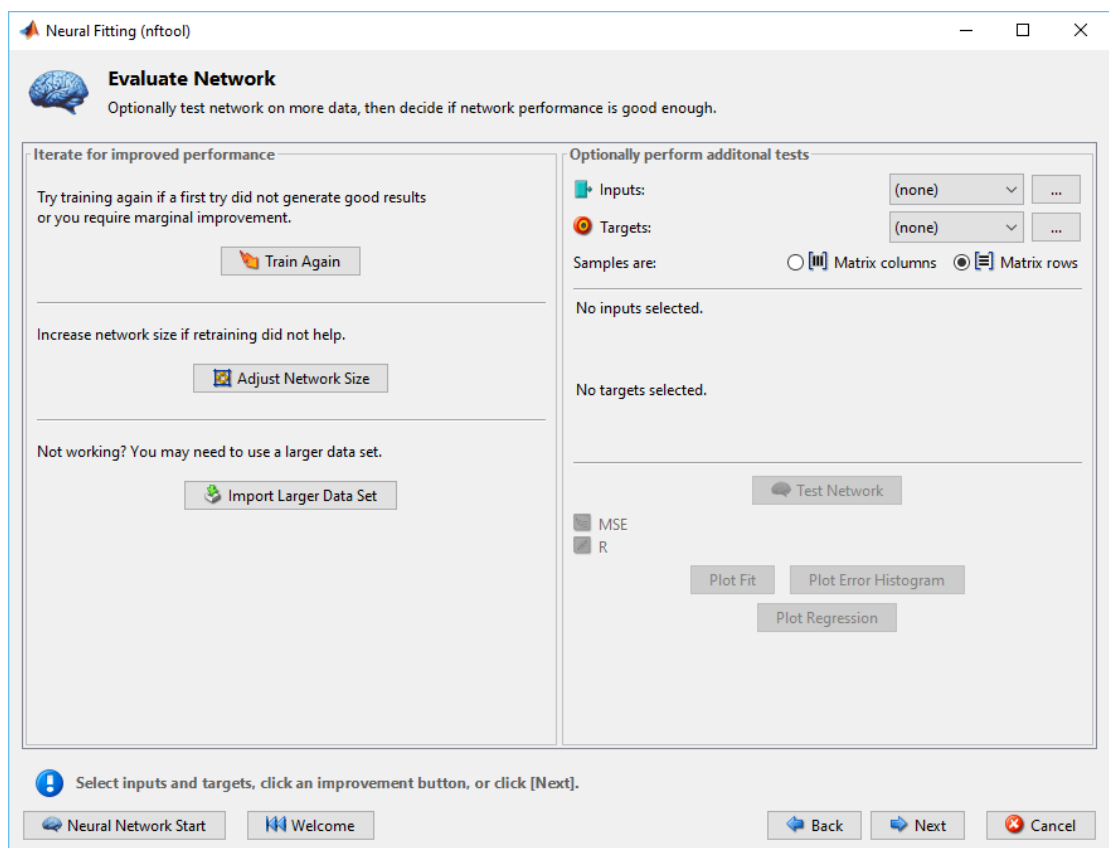 Neural Fitting (nftool)
Evaluate Network
Optionally test network on more data, then decide if network performance is good enough.
Iterate for improved performance
Try training again if a first try did not generate good results
or you require marginal improvement.
Train Again
Increase network size if retraining did not help.
Adjust Network Size
Not working? You may need to use a larger data set.
Import Larger Data Set
Optionally perform additonal tests
Inputs: (none) ...
Targets: (none) ...
Samples are: Matrix columns Matrix rows
No inputs selected.
No targets selected.
Test Network
MSE
R
Plot Fit Plot Error Histogram
Plot Regression
Select inputs and targets, click an improvement button, or click [Next].
Neural Network Start Welcome Back Next Cancel